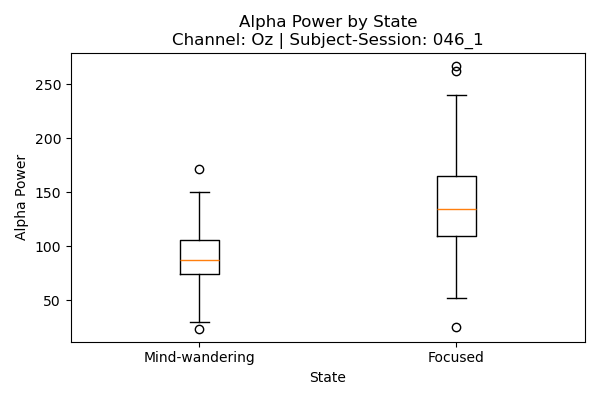 Alpha Power by State
Channel: Oz | Subject-Session: 046_1
Alpha Power
250
200
150
100
50
Mind-wandering
Focused
State